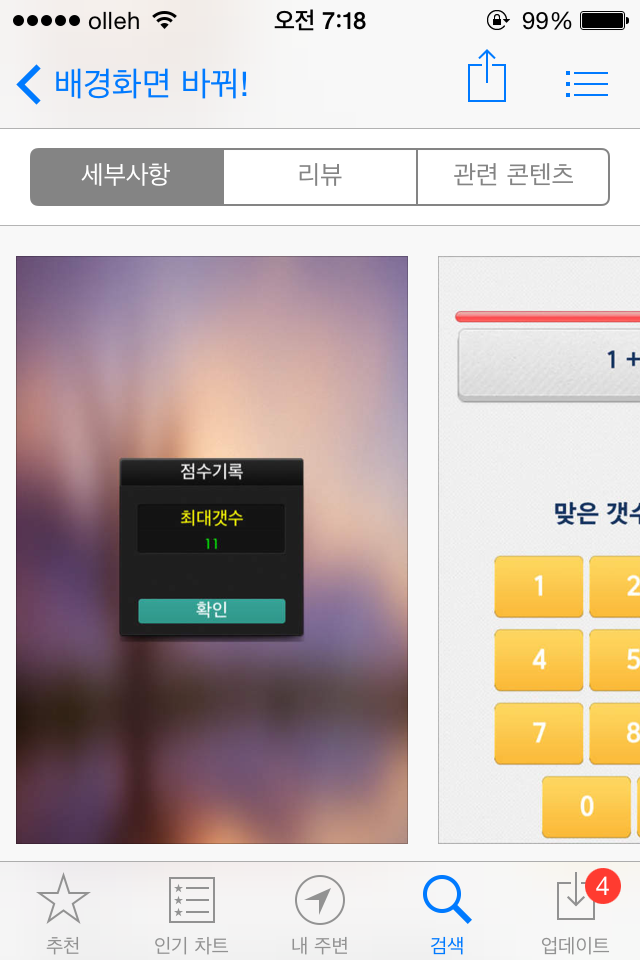 olleh 오전 7:18 99%
배경화면 바꿔!
세부사항 리뷰 관련 콘텐츠
점수기록
최대갯수
11
확인
1 +
맞은 갯수
1 2
4 5
7 8
0
추천 인기 차트 내 주변 검색 업데이트 4